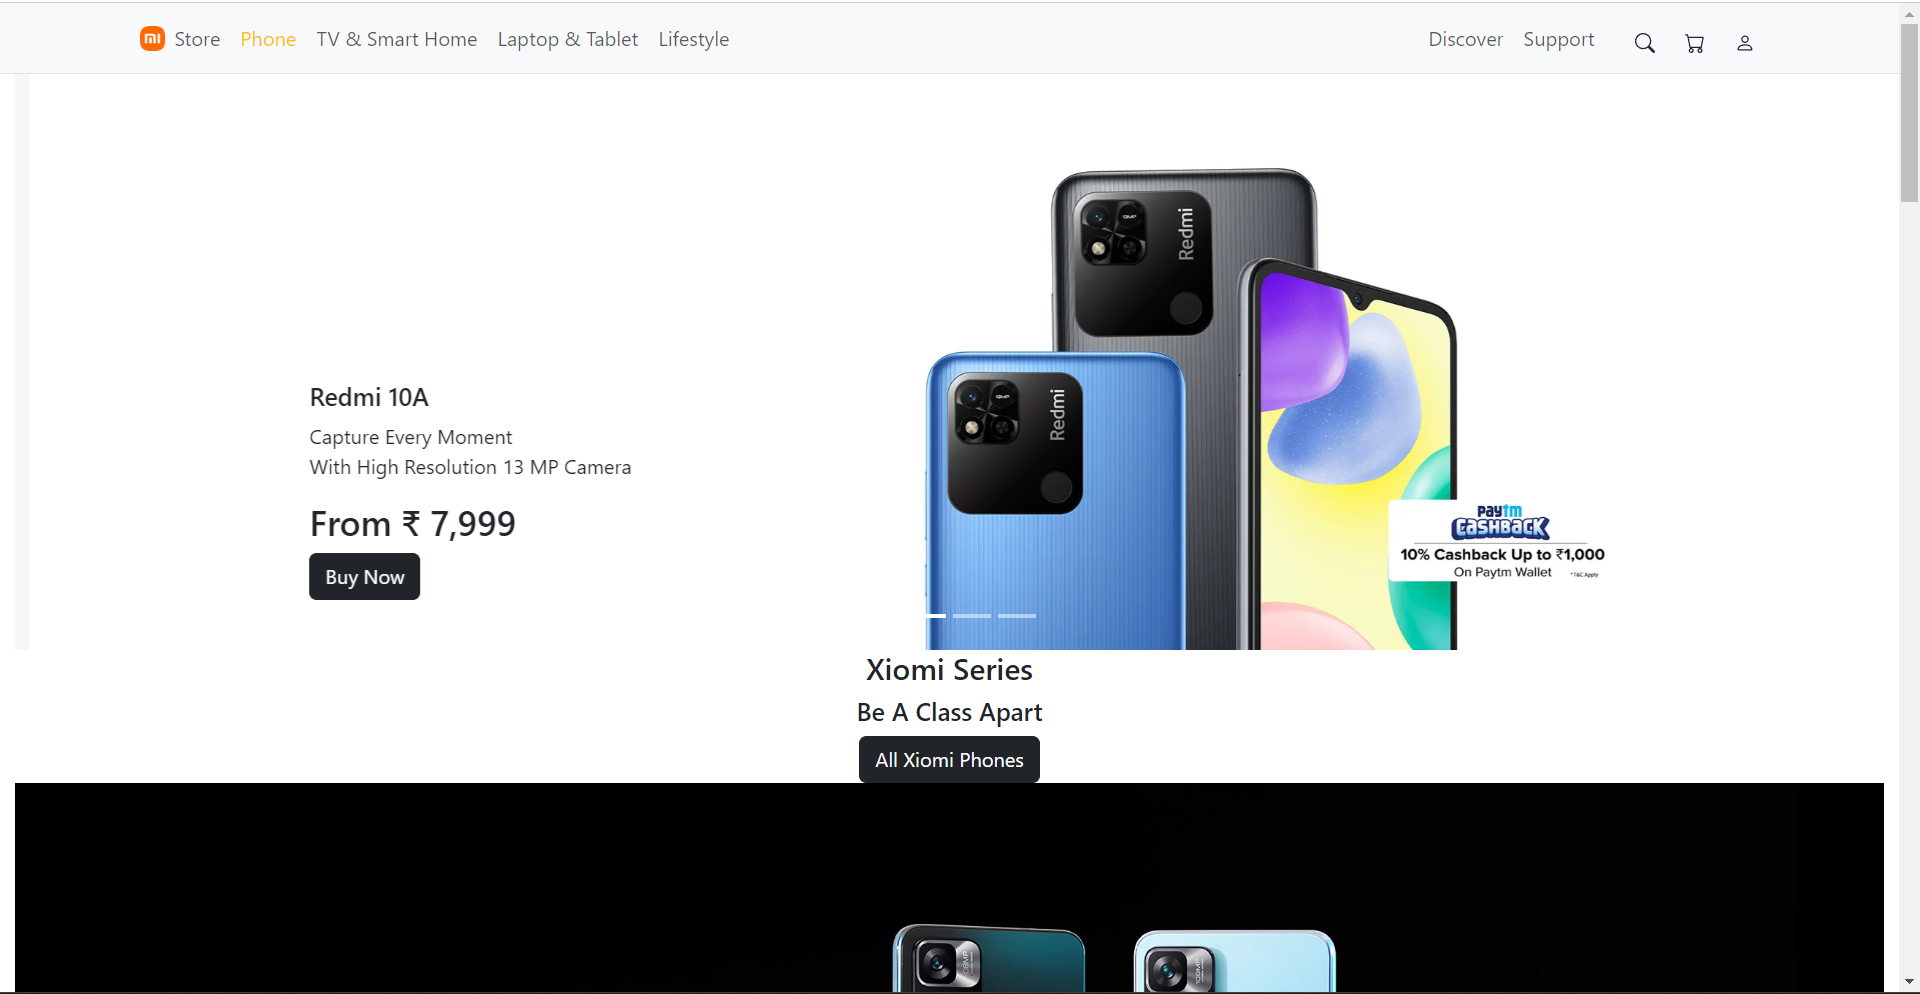 mi Store Phone TV & Smart Home Laptop & Tablet Lifestyle Discover Support
Redmi
Redmi
Redmi 10A
Capture Every Moment
With High Resolution 13 MP Camera
From ₹ 7,999
Buy Now
paytm
CASHBACK
10% Cashback Up to ₹1,000
On Paytm Wallet *T&C Apply
Xiomi Series
Be A Class Apart
All Xiomi Phones